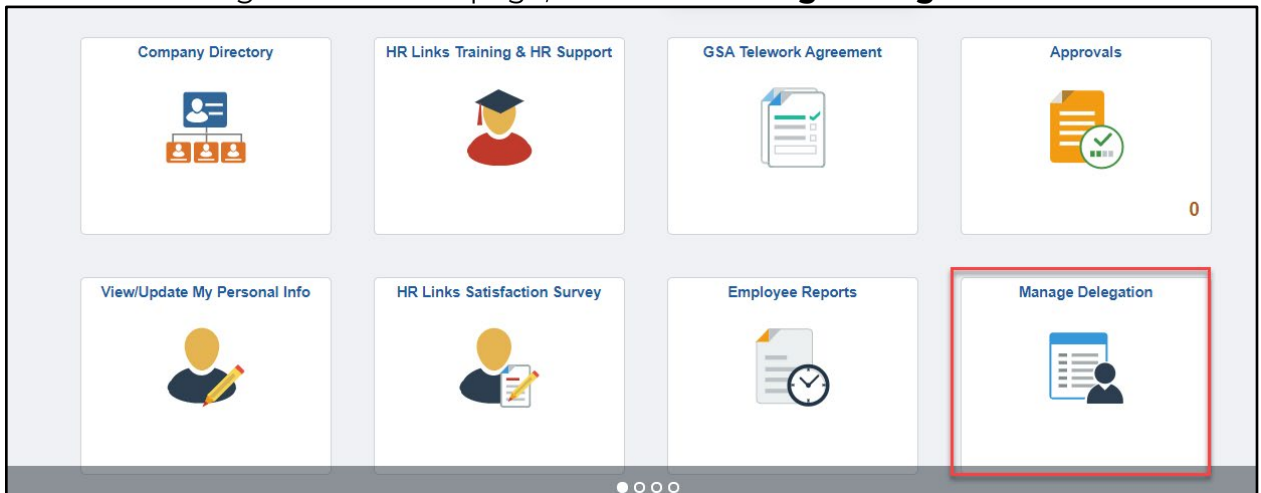 Company Directory
HR Links Training & HR Support
GSA Telework Agreement
Approvals
0
View/Update My Personal Info
HR Links Satisfaction Survey
Employee Reports
Manage Delegation